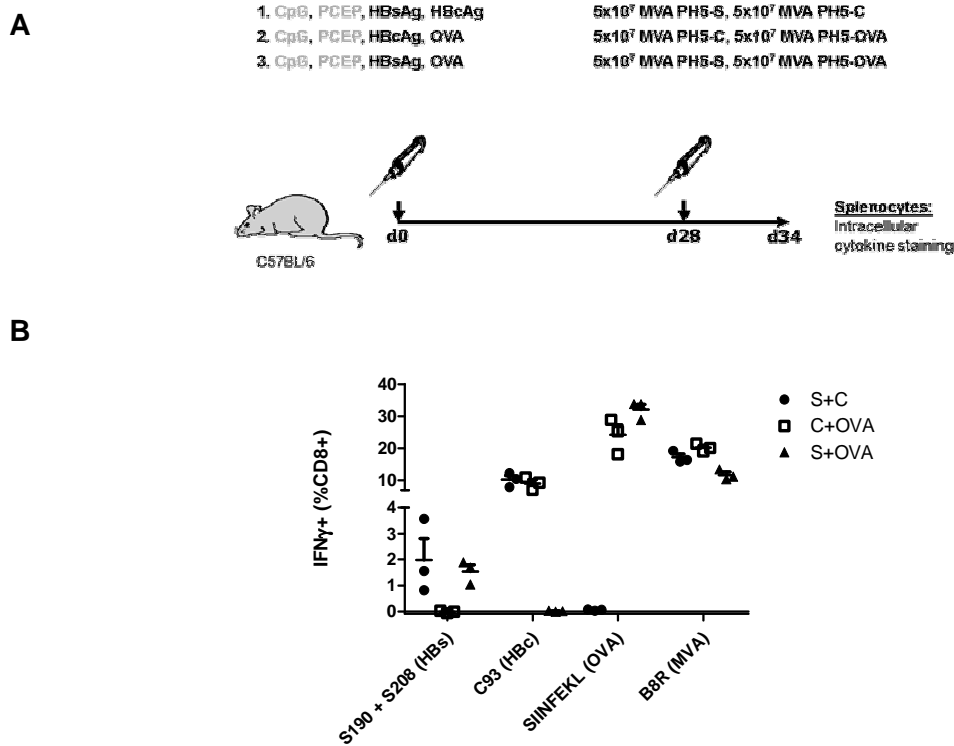 A
1. CpG, PCEP, HBsAg, HBcAg 5x10⁷ MVA PH5-S, 5x10⁷ MVA PH5-C
2. CpG, PCEP, HBcAg, OVA 5x10⁷ MVA PH5-C, 5x10⁷ MVA PH5-OVA
3. CpG, PCEP, HBsAg, OVA 5x10⁷ MVA PH5-S, 5x10⁷ MVA PH5-OVA
C57BL/6
d0
d28
d34
Splenocytes:
Intracellular
cytokine staining
B
IFNγ+ (%CD8+)
40
30
20
10
4
3
2
1
0
S190 + S208 (HBs)
C93 (HBc)
SIINFEKL (OVA)
B8R (MVA)
S+C
C+OVA
S+OVA